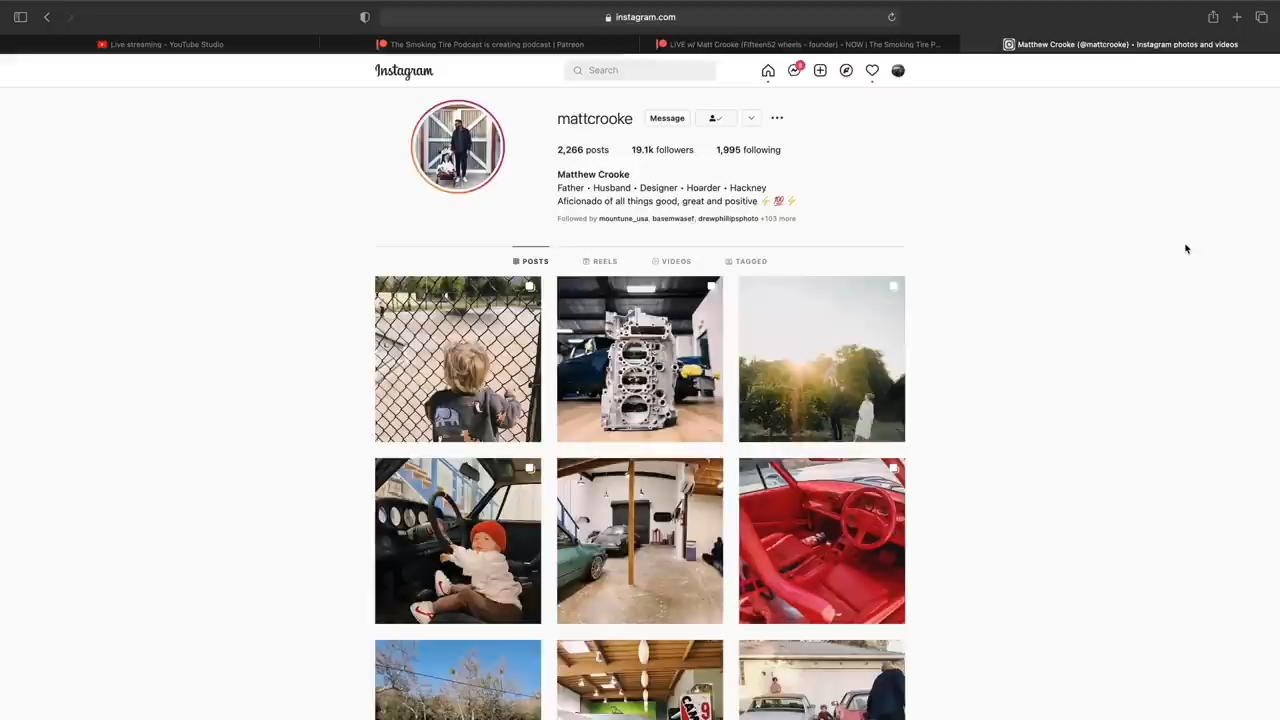 instagram.com
Live streaming - YouTube Studio
The Smoking Tire Podcast is creating podcast | Patreon
LIVE w/ Matt Crooke (Fifteen52 wheels - founder) - NOW | The Smoking Tire P...
Matthew Crooke (@mattcrooke) • Instagram photos and videos
Instagram
Search
mattcrooke
Message
2,266 posts
19.1k followers
1,995 following
Matthew Crooke
Father • Husband • Designer • Hoarder • Hackney
Aficionado of all things good, great and positive ⚡ 💯 ⚡
Followed by mountune_usa, basemwasef, drewphillipsphoto +103 more
POSTS
REELS
VIDEOS
TAGGED